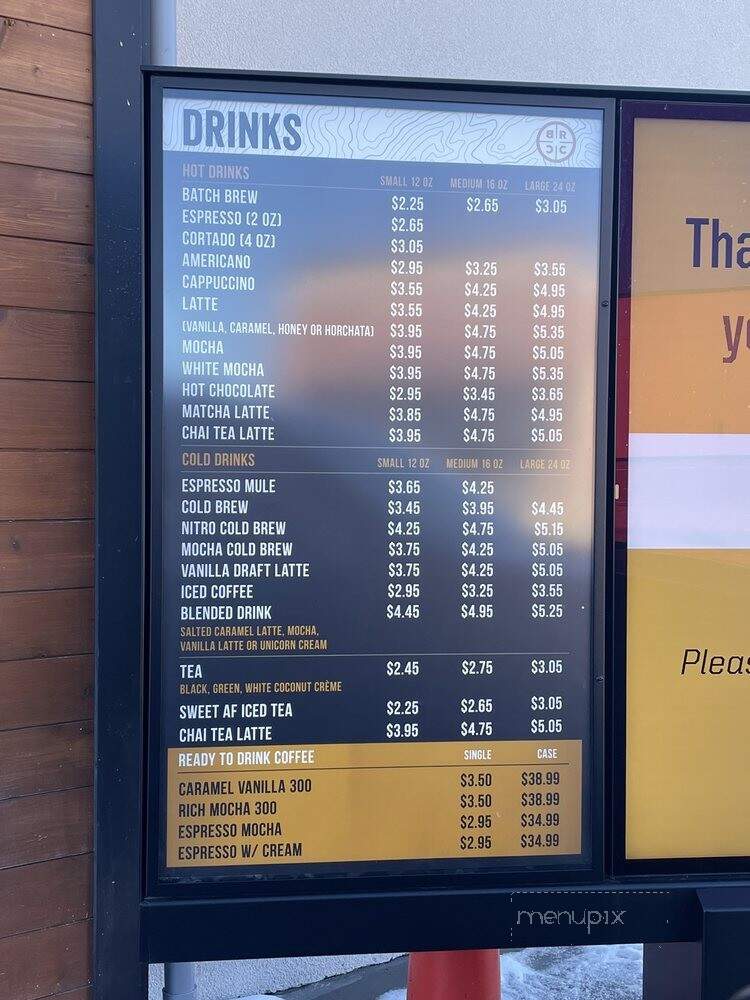 DRINKS
BR
CC
HOT DRINKS SMALL 12 OZ MEDIUM 16 OZ LARGE 24 OZ
BATCH BREW $2.25 $2.65 $3.05
ESPRESSO (2 OZ) $2.65
CORTADO (4 OZ) $3.05
AMERICANO $2.95 $3.25 $3.55
CAPPUCCINO $3.55 $4.25 $4.95
LATTE $3.55 $4.25 $4.95
(VANILLA, CARAMEL, HONEY OR HORCHATA) $3.95 $4.75 $5.35
MOCHA $3.95 $4.75 $5.05
WHITE MOCHA $3.95 $4.75 $5.35
HOT CHOCOLATE $2.95 $3.45 $3.65
MATCHA LATTE $3.85 $4.75 $4.95
CHAI TEA LATTE $3.95 $4.75 $5.05
COLD DRINKS SMALL 12 OZ MEDIUM 16 OZ LARGE 24 OZ
ESPRESSO MULE $3.65 $4.25
COLD BREW $3.45 $3.95 $4.45
NITRO COLD BREW $4.25 $4.75 $5.15
MOCHA COLD BREW $3.75 $4.25 $5.05
VANILLA DRAFT LATTE $3.75 $4.25 $5.05
ICED COFFEE $2.95 $3.25 $3.55
BLENDED DRINK $4.45 $4.95 $5.25
SALTED CARAMEL LATTE, MOCHA,
VANILLA LATTE OR UNICORN CREAM
TEA $2.45 $2.75 $3.05
BLACK, GREEN, WHITE COCONUT CRÈME
SWEET AF ICED TEA $2.25 $2.65 $3.05
CHAI TEA LATTE $3.95 $4.75 $5.05
READY TO DRINK COFFEE SINGLE CASE
CARAMEL VANILLA 300 $3.50 $38.99
RICH MOCHA 300 $3.50 $38.99
ESPRESSO MOCHA $2.95 $34.99
ESPRESSO W/ CREAM $2.95 $34.99
Tha
yo
Pleas
menupix